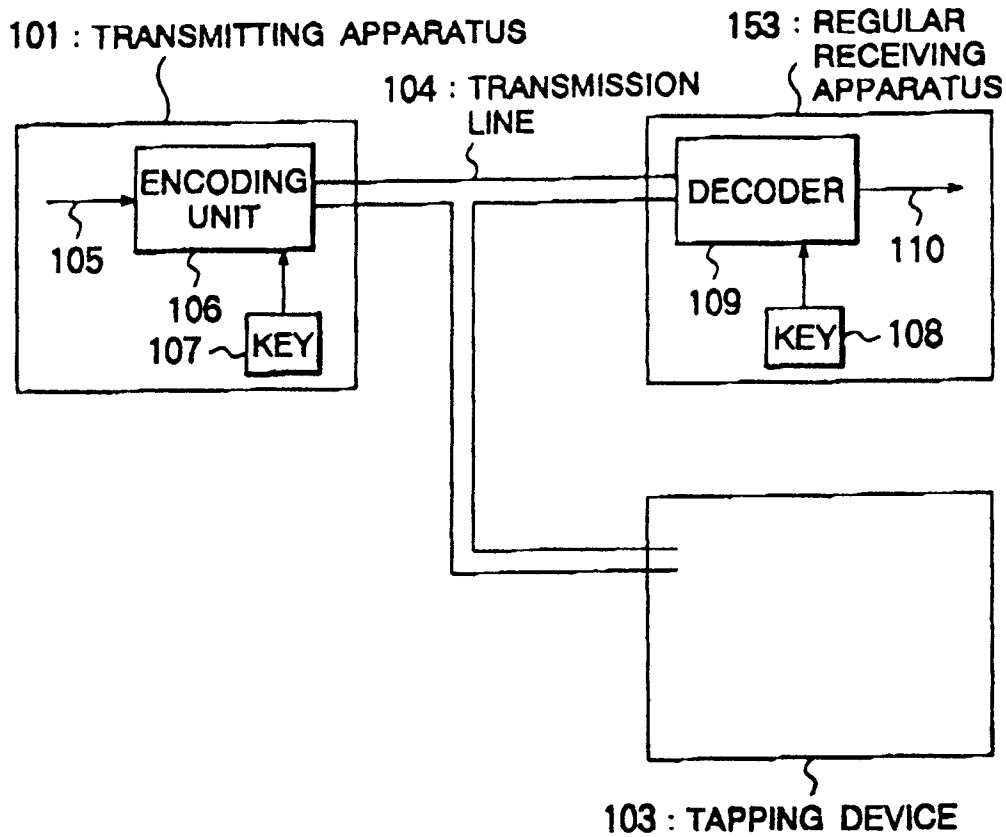 101 : TRANSMITTING APPARATUS
153 : REGULAR
RECEIVING
APPARATUS
104 : TRANSMISSION
LINE
ENCODING
UNIT
DECODER
105
106
107
KEY
109
110
KEY
108
103 : TAPPING DEVICE